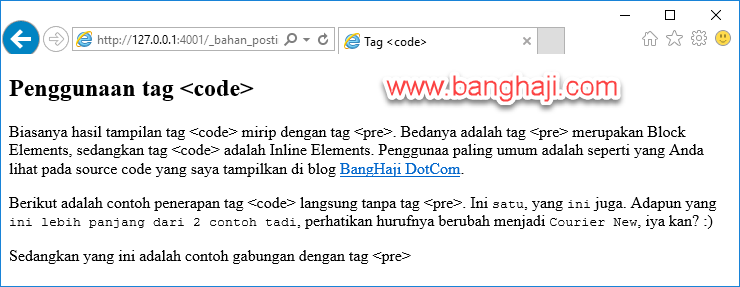 http://127.0.0.1:4001/_bahan_posti
Tag <code>
Penggunaan tag <code>
www.banghaji.com
Biasanya hasil tampilan tag <code> mirip dengan tag <pre>. Bedanya adalah tag <pre> merupakan Block
Elements, sedangkan tag <code> adalah Inline Elements. Penggunaa paling umum adalah seperti yang Anda
lihat pada source code yang saya tampilkan di blog BangHaji DotCom.
Berikut adalah contoh penerapan tag <code> langsung tanpa tag <pre>. Ini satu, yang ini juga. Adapun yang
ini lebih panjang dari 2 contoh tadi, perhatikan hurufnya berubah menjadi Courier New, iya kan? :)
Sedangkan yang ini adalah contoh gabungan dengan tag <pre>